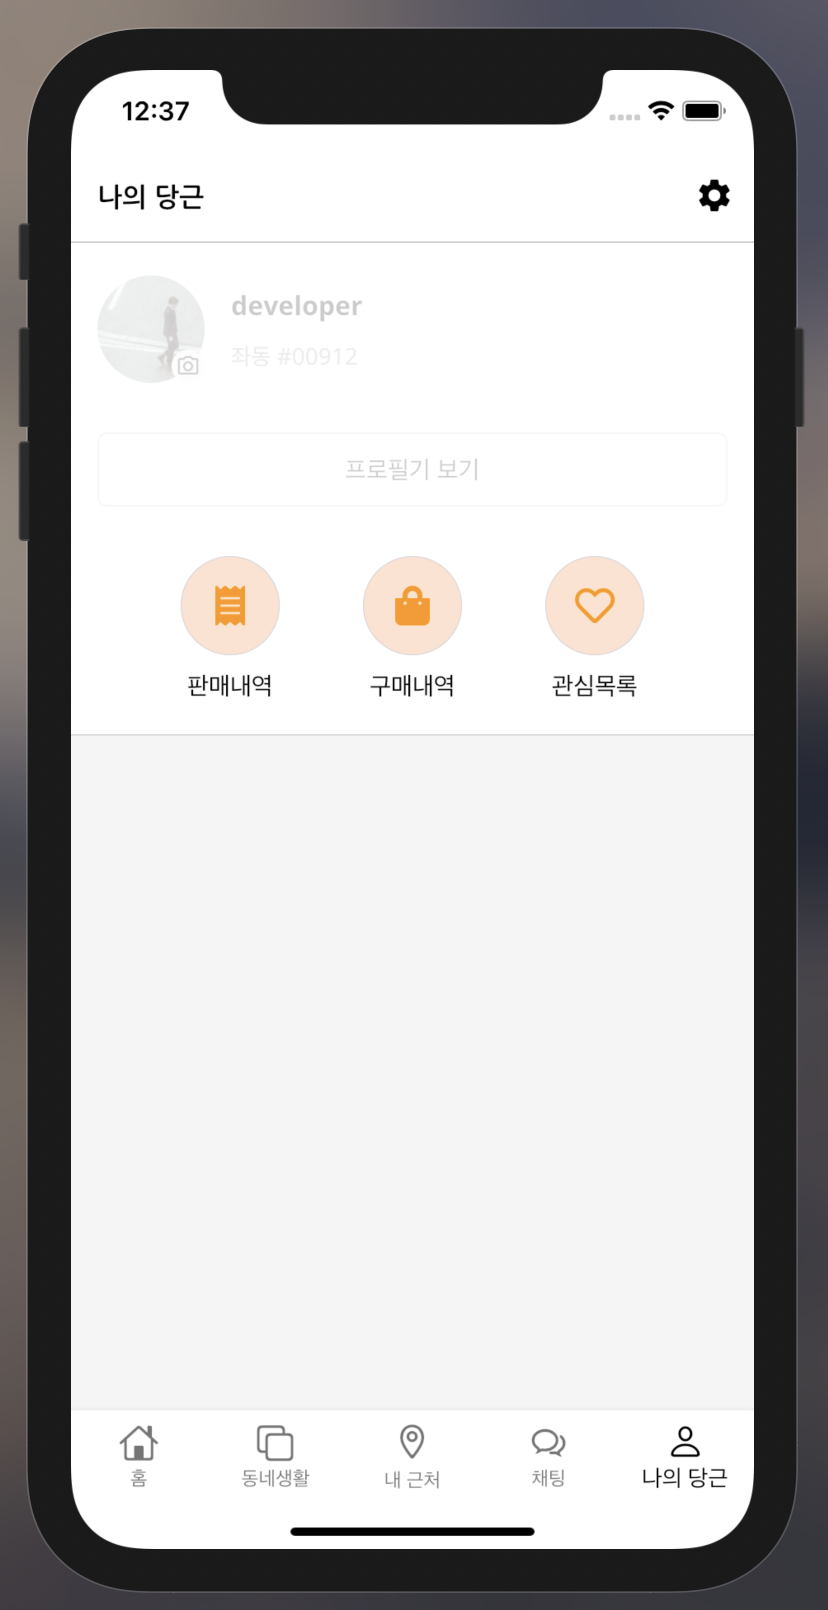 12:37
나의 당근
developer
좌동 #00912
프로필기 보기
판매내역 구매내역 관심목록
홈 동네생활 내 근처 채팅 나의 당근